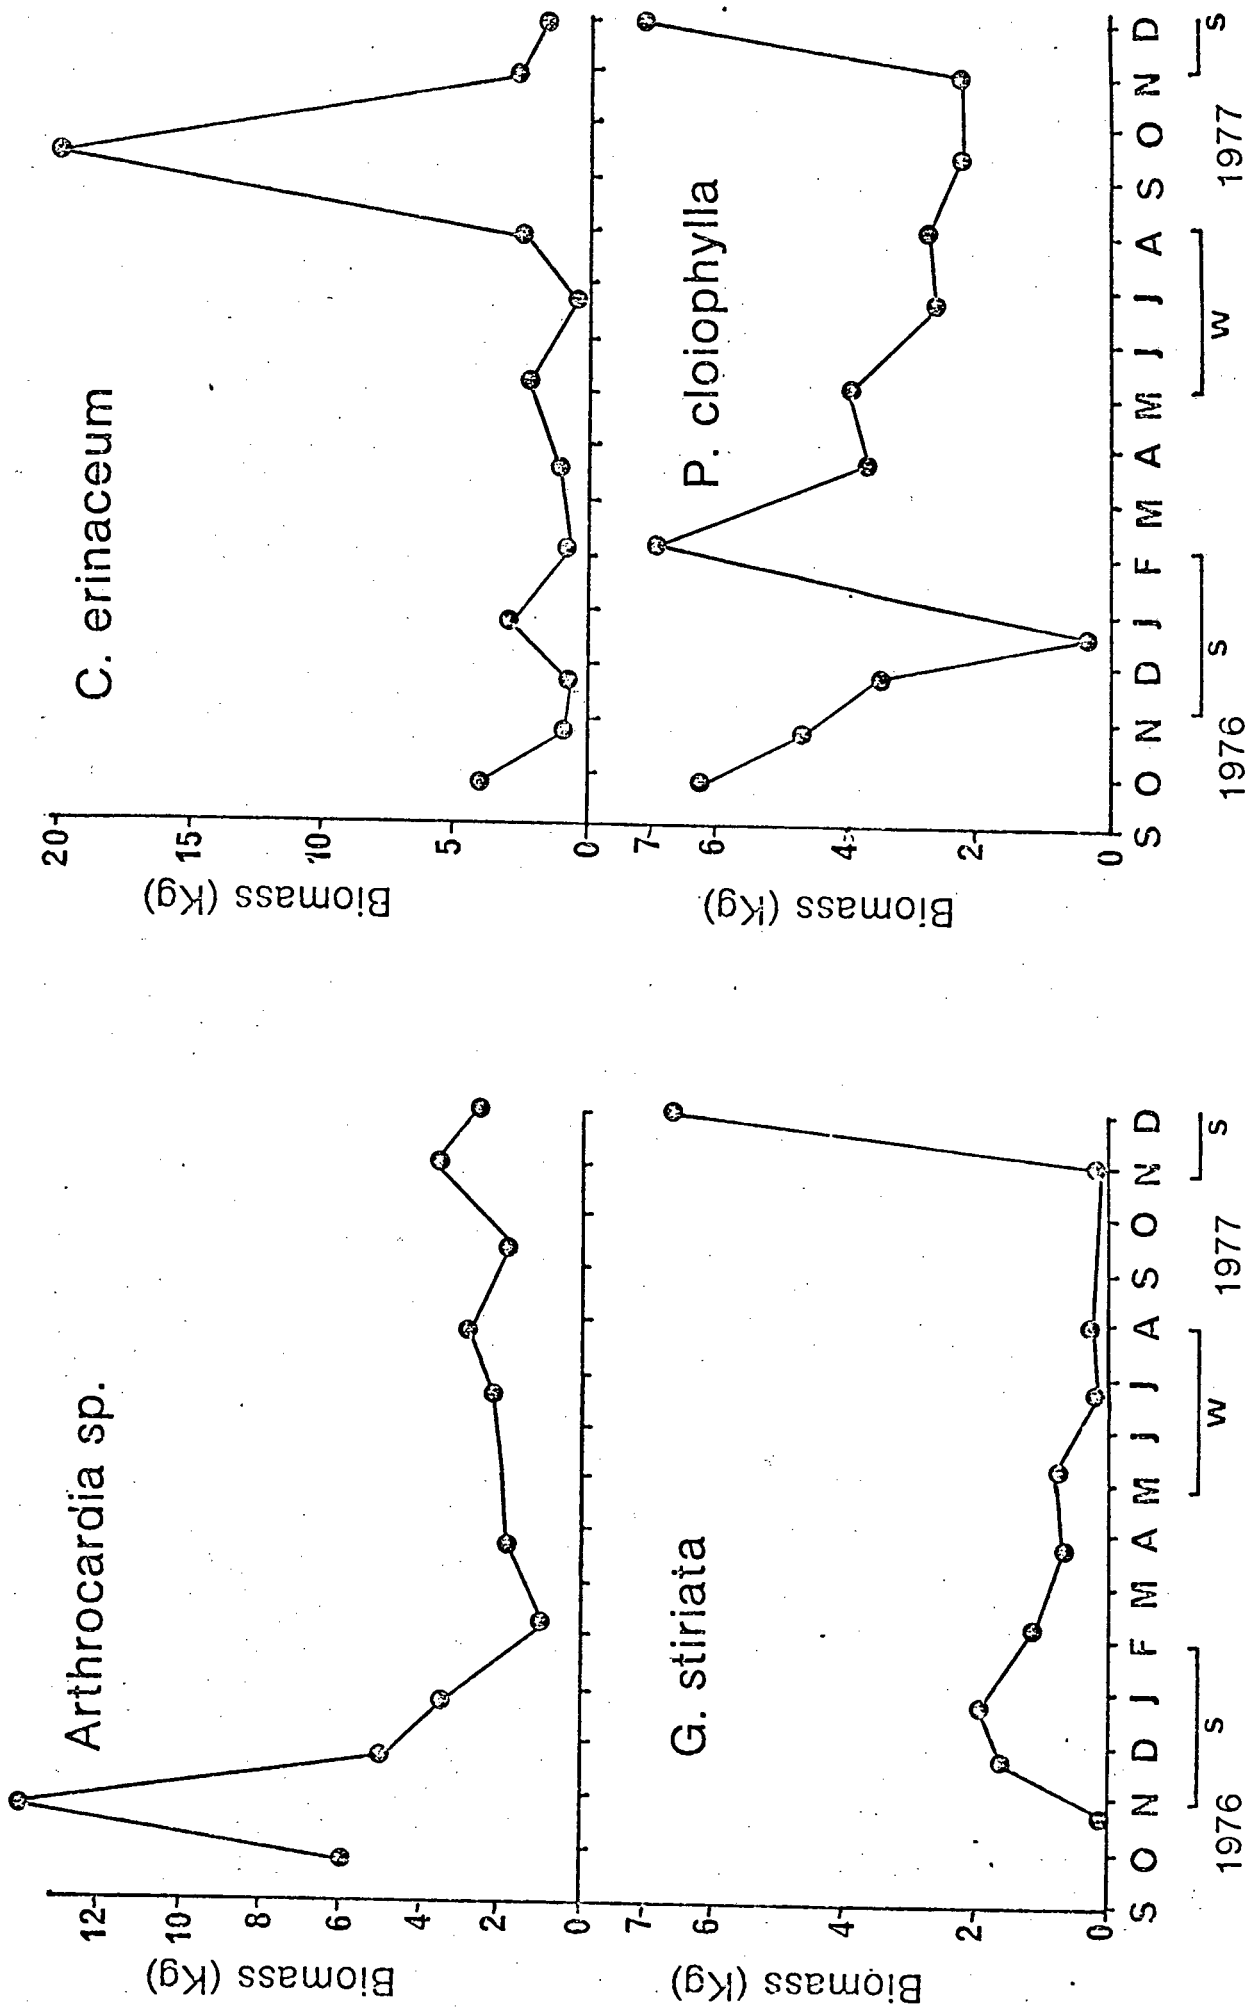 Arthrocardia sp.
Biomass (Kg)
12
10
8
6
4
2
0
G. stiriata
Biomass (Kg)
7
6
4
2
0
S O N D J F M A M J J A S O N D
s w s
1976 1977
C. erinaceum
Biomass (Kg)
20
15
10
5
0
P. cloiophylla
Biomass (Kg)
7
6
4
2
0
S O N D J F M A M J J A S O N D
s w s
1976 1977